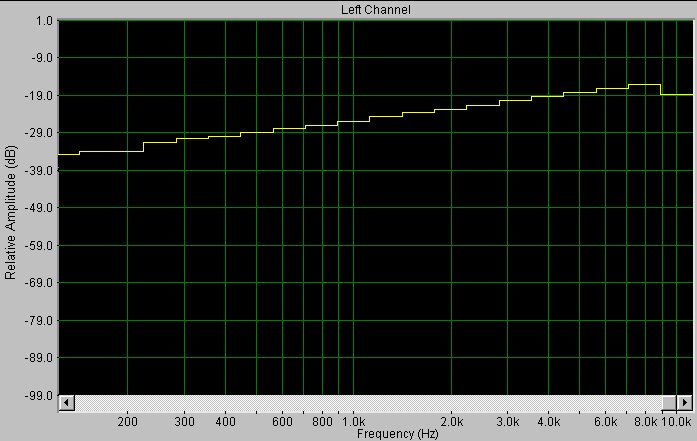 Left Channel
1.0
-9.0
-19.0
-29.0
-39.0
-49.0
-59.0
-69.0
-79.0
-89.0
-99.0
Relative Amplitude (dB)
200 300 400 600 800 1.0k 2.0k 3.0k 4.0k 6.0k 8.0k 10.0k
Frequency (Hz)